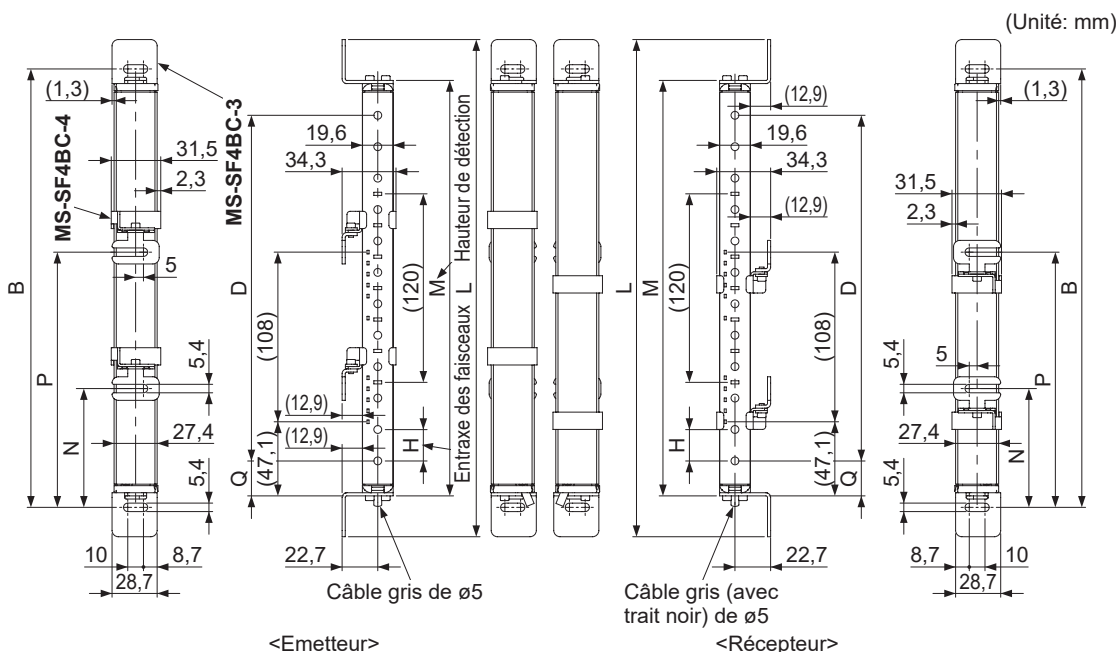 (Unité: mm)
B
(1,3)
MS-SF4BC-4
31,5
2,3
MS-SF4BC-3
5
P
5,4
N
27,4
5,4
10
8,7
28,7
19,6
34,3
D
(108)
(12,9)
(12,9)
Q
(47,1)
(120)
H
M
Hauteur de détection
Entraxe des faisceaux
L
22,7
Câble gris de ø5
<Emetteur>
L
M
(120)
H
(12,9)
19,6
34,3
(12,9)
D
(108)
(47,1)
Q
22,7
Câble gris (avec
trait noir) de ø5
<Récepteur>
(1,3)
31,5
2,3
B
5
5,4
P
27,4
N
5,4
8,7
10
28,7